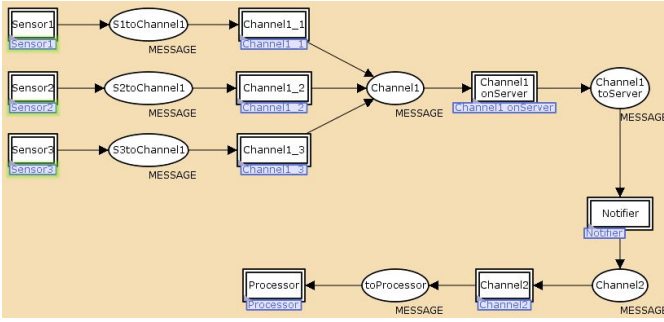 Sensor1
Sensor1
S1toChannel1
MESSAGE
Channel1_1
Channel1_1
Sensor2
Sensor2
S2toChannel1
MESSAGE
Channel1_2
Channel1_2
Channel1
MESSAGE
Channel1
onServer
Channel1 onServer
Channel1
toServer
MESSAGE
Sensor3
Sensor3
S3toChannel1
MESSAGE
Channel1_3
Channel1_3
Notifier
Notifier
Processor
Processor
toProcessor
MESSAGE
Channel2
Channel2
Channel2
MESSAGE